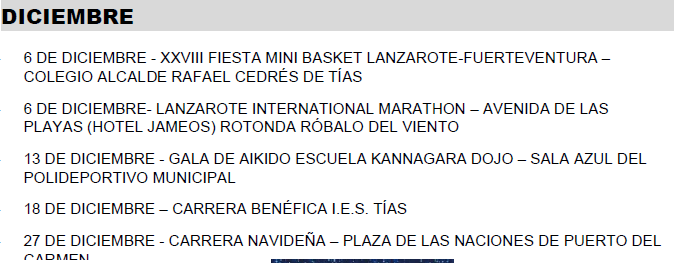 DICIEMBRE
6 DE DICIEMBRE - XXVIII FIESTA MINI BASKET LANZAROTE-FUERTEVENTURA –
COLEGIO ALCALDE RAFAEL CEDRÉS DE TÍAS
6 DE DICIEMBRE- LANZAROTE INTERNATIONAL MARATHON – AVENIDA DE LAS
PLAYAS (HOTEL JAMEOS) ROTONDA RÓBALO DEL VIENTO
13 DE DICIEMBRE - GALA DE AIKIDO ESCUELA KANNAGARA DOJO – SALA AZUL DEL
POLIDEPORTIVO MUNICIPAL
18 DE DICIEMBRE – CARRERA BENÉFICA I.E.S. TÍAS
27 DE DICIEMBRE - CARRERA NAVIDEÑA – PLAZA DE LAS NACIONES DE PUERTO DEL
CARMEN